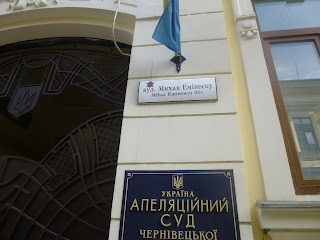 вул. Михая Емінеску
Mihai Eminescu Str.
УКРАЇНА
АПЕЛЯЦІЙНИЙ
СУД
ЧЕРНІВЕЦЬКОЇ